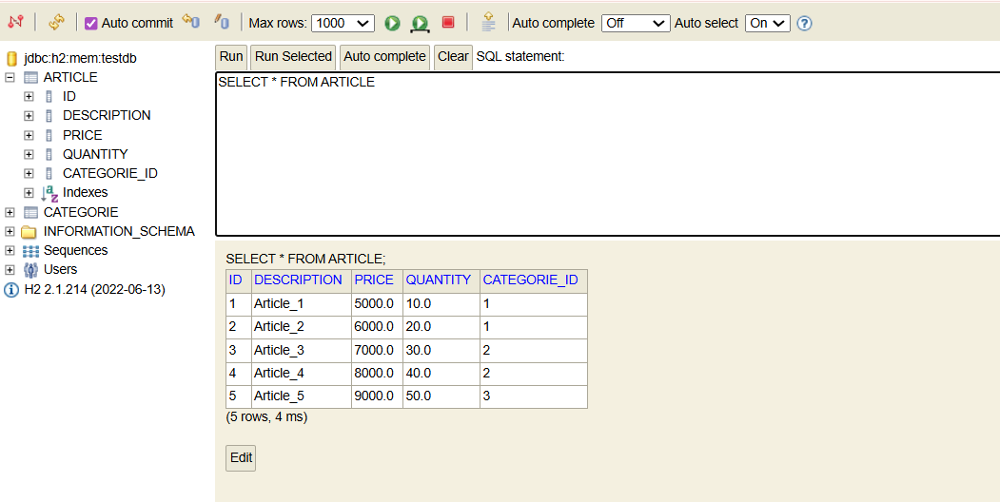 Auto commit Max rows: 1000 Auto complete Off Auto select On
jdbc:h2:mem:testdb
ARTICLE
ID
DESCRIPTION
PRICE
QUANTITY
CATEGORIE_ID
Indexes
CATEGORIE
INFORMATION_SCHEMA
Sequences
Users
H2 2.1.214 (2022-06-13)
Run Run Selected Auto complete Clear SQL statement:
SELECT * FROM ARTICLE
SELECT * FROM ARTICLE;
ID DESCRIPTION PRICE QUANTITY CATEGORIE_ID
1 Article_1 5000.0 10.0 1
2 Article_2 6000.0 20.0 1
3 Article_3 7000.0 30.0 2
4 Article_4 8000.0 40.0 2
5 Article_5 9000.0 50.0 3
(5 rows, 4 ms)
Edit